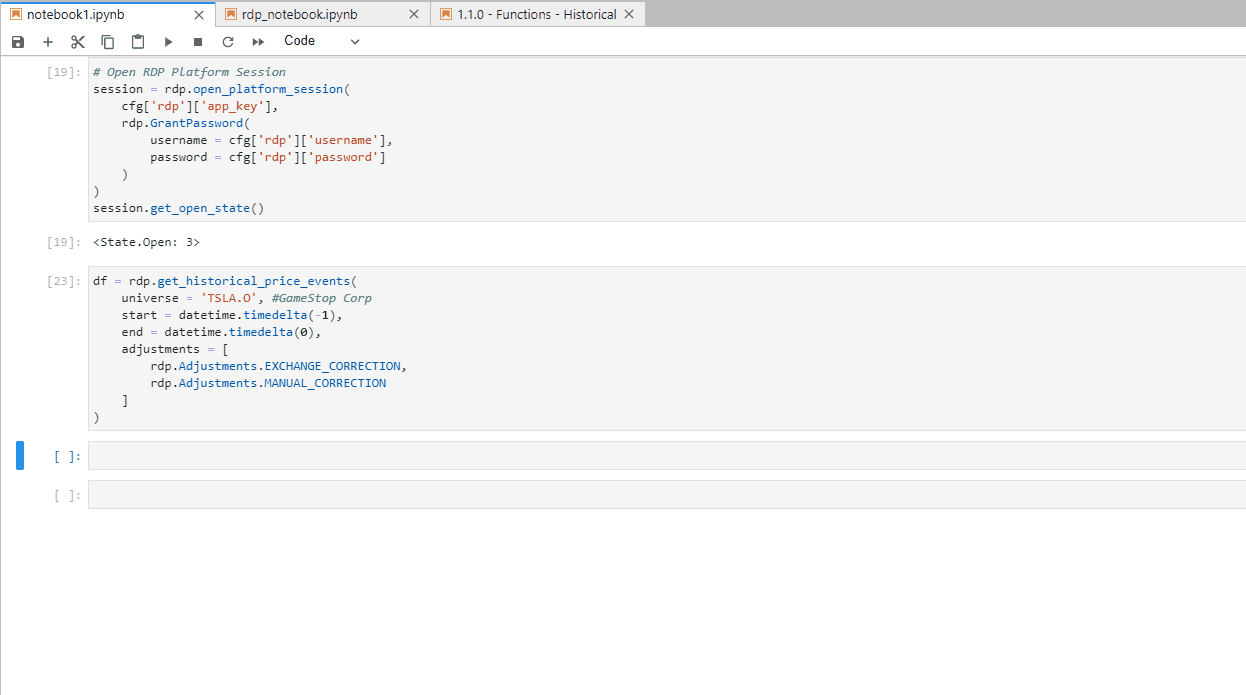 notebook1.ipynb
rdp_notebook.ipynb
1.1.0 - Functions - Historical
Code
[19]:
# Open RDP Platform Session
session = rdp.open_platform_session(
cfg['rdp']['app_key'],
rdp.GrantPassword(
username = cfg['rdp']['username'],
password = cfg['rdp']['password']
)
)
session.get_open_state()
[19]:
<State.Open: 3>
[23]:
df = rdp.get_historical_price_events(
universe = 'TSLA.O', #GameStop Corp
start = datetime.timedelta(-1),
end = datetime.timedelta(0),
adjustments = [
rdp.Adjustments.EXCHANGE_CORRECTION,
rdp.Adjustments.MANUAL_CORRECTION
]
)
[ ]:
[ ]: